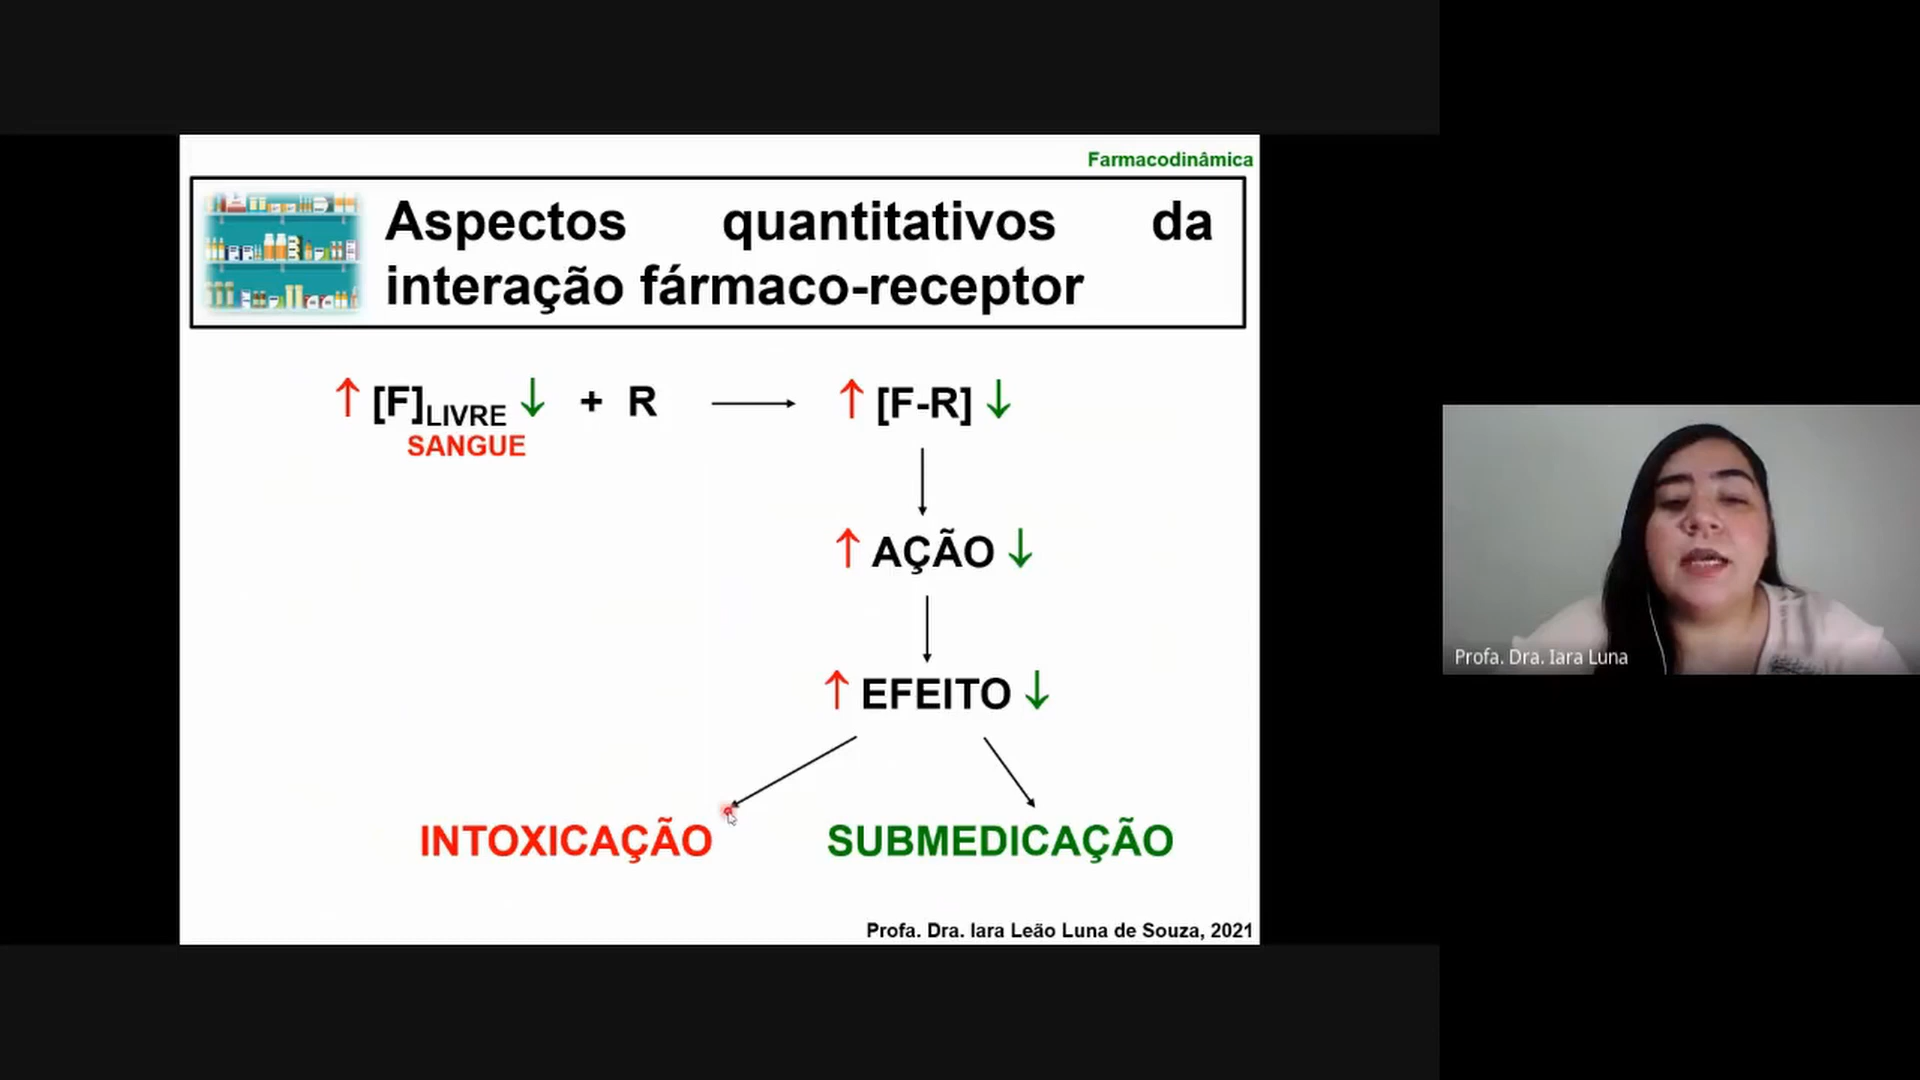 Farmacodinâmica
Aspectos quantitativos da
interação fármaco-receptor
↑ [F]LIVRE ↓ + R → ↑ [F-R] ↓
SANGUE
↑ AÇÃO ↓
↑ EFEITO ↓
INTOXICAÇÃO SUBMEDICAÇÃO
Profa. Dra. Iara Leão Luna de Souza, 2021
Profa. Dra. Iara Luna